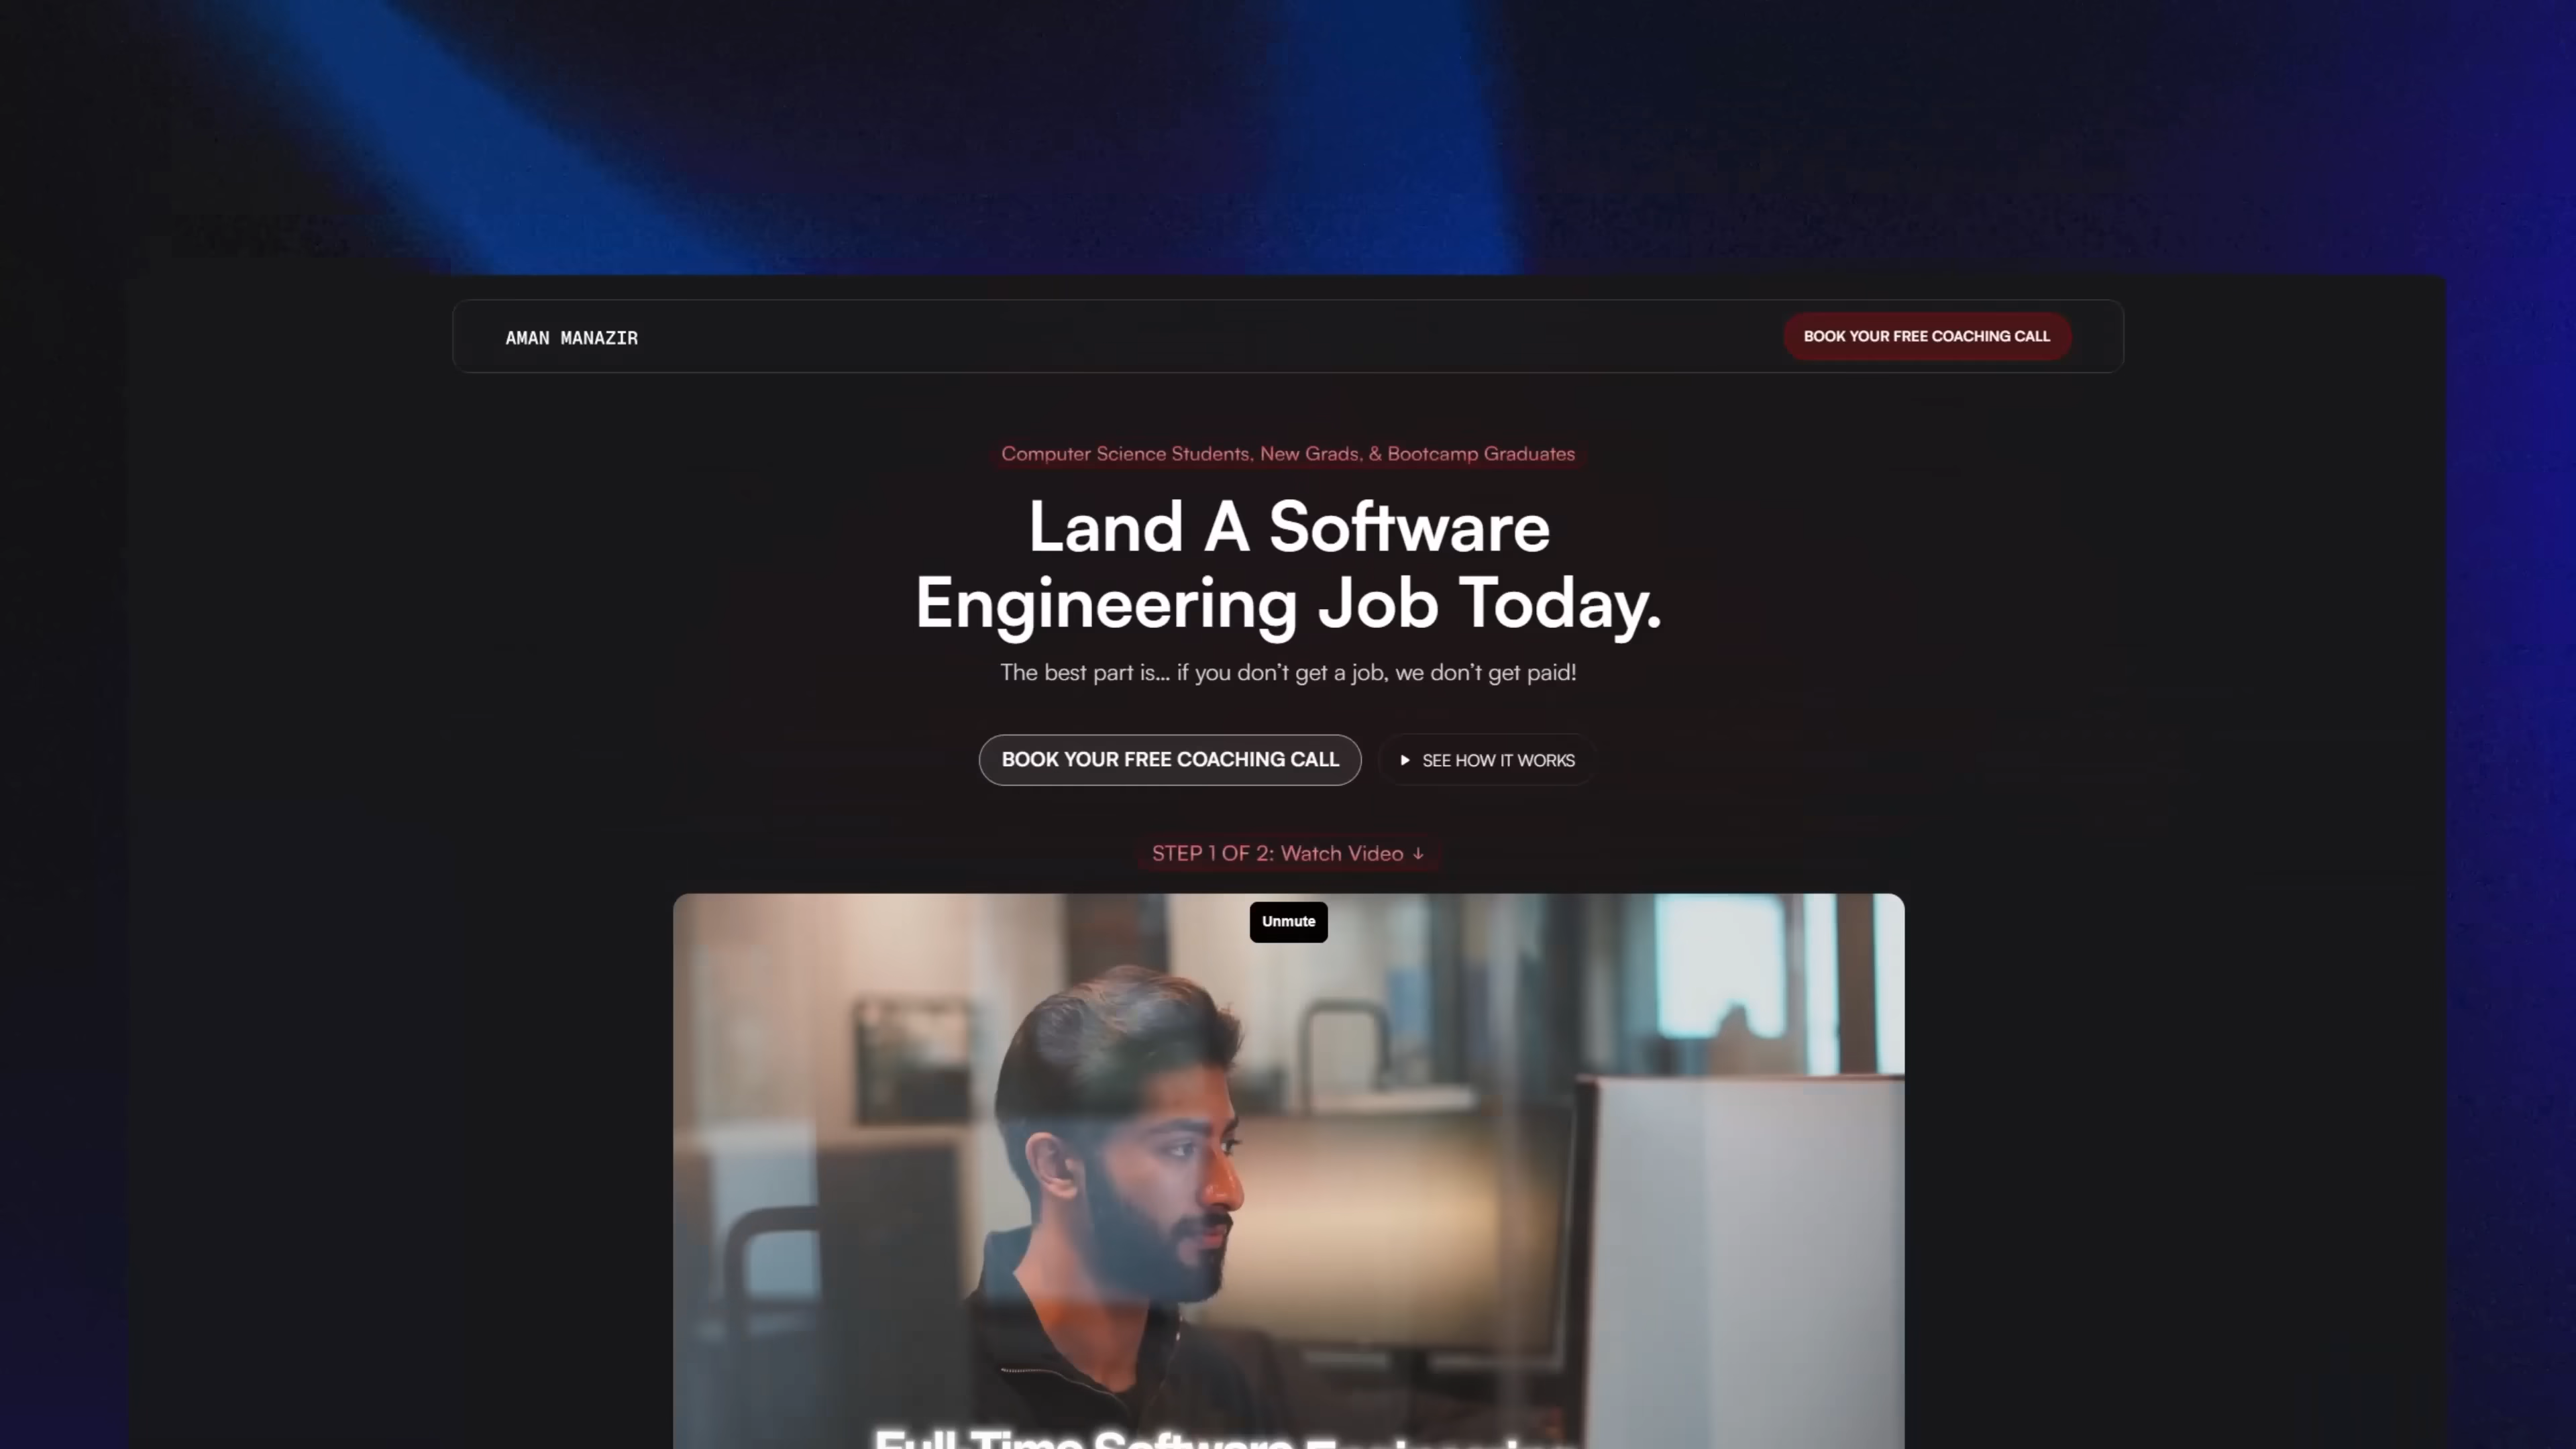 AMAN MANAZIR
BOOK YOUR FREE COACHING CALL
Computer Science Students, New Grads, & Bootcamp Graduates
Land A Software
Engineering Job Today.
The best part is... if you don't get a job, we don't get paid!
BOOK YOUR FREE COACHING CALL
SEE HOW IT WORKS
STEP 1 OF 2: Watch Video ↓
Unmute
Full-Time Software Engineering